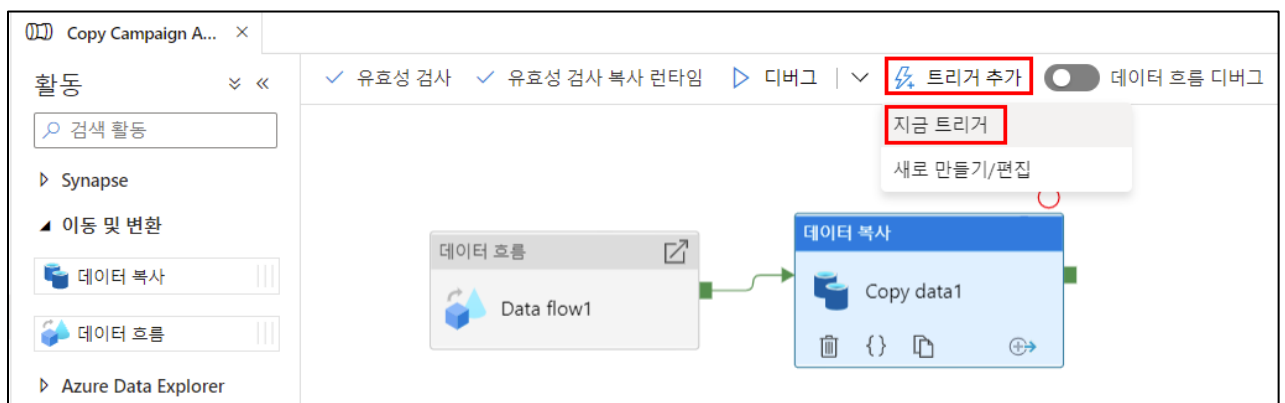 Copy Campaign A...
활동
유효성 검사
유효성 검사 복사 런타임
디버그
트리거 추가
데이터 흐름 디버그
검색 활동
지금 트리거
새로 만들기/편집
Synapse
이동 및 변환
데이터 복사
데이터 흐름
Azure Data Explorer
데이터 흐름
Data flow1
데이터 복사
Copy data1
{}